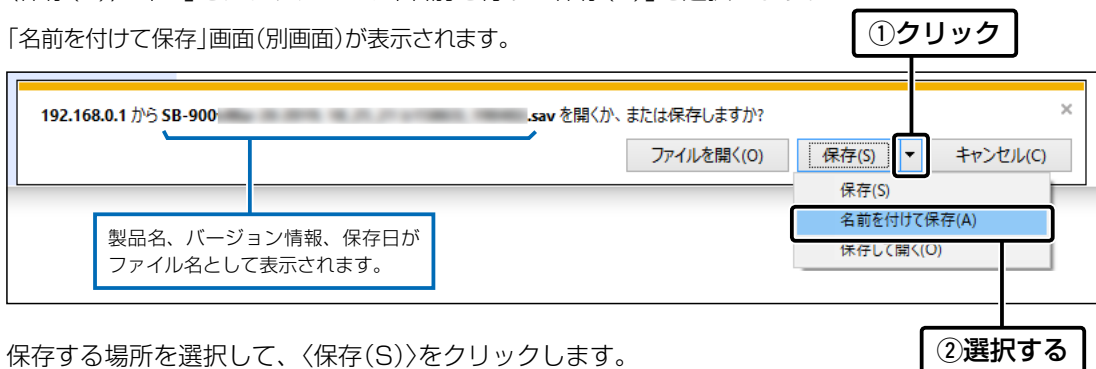 「名前を付けて保存」画面(別画面)が表示されます。
①クリック
192.168.0.1 から SB-900 .sav を開くか、または保存しますか?
×
ファイルを開く(O)
保存(S)
▼
キャンセル(C)
保存(S)
名前を付けて保存(A)
保存して開く(O)
製品名、バージョン情報、保存日が
ファイル名として表示されます。
②選択する
保存する場所を選択して、〈保存(S)〉をクリックします。